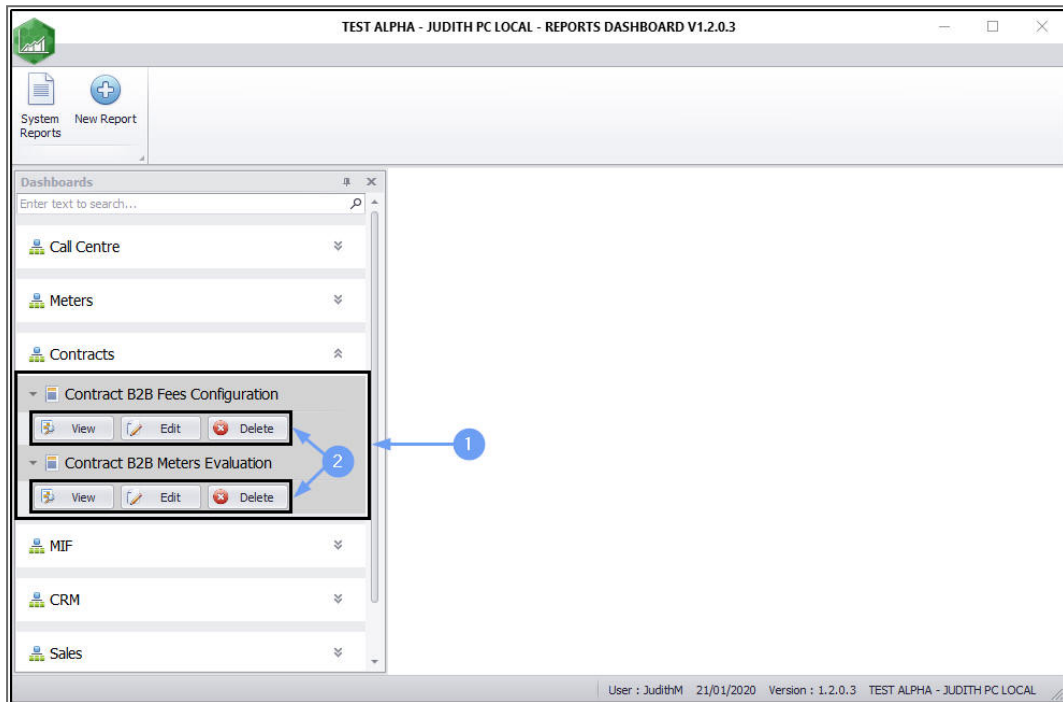 TEST ALPHA - JUDITH PC LOCAL - REPORTS DASHBOARD V1.2.0.3
System Reports
New Report
Dashboards
Enter text to search...
Call Centre
Meters
Contracts
Contract B2B Fees Configuration
View Edit Delete
1
2
Contract B2B Meters Evaluation
View Edit Delete
MIF
CRM
Sales
User : JudithM 21/01/2020 Version : 1.2.0.3 TEST ALPHA - JUDITH PC LOCAL